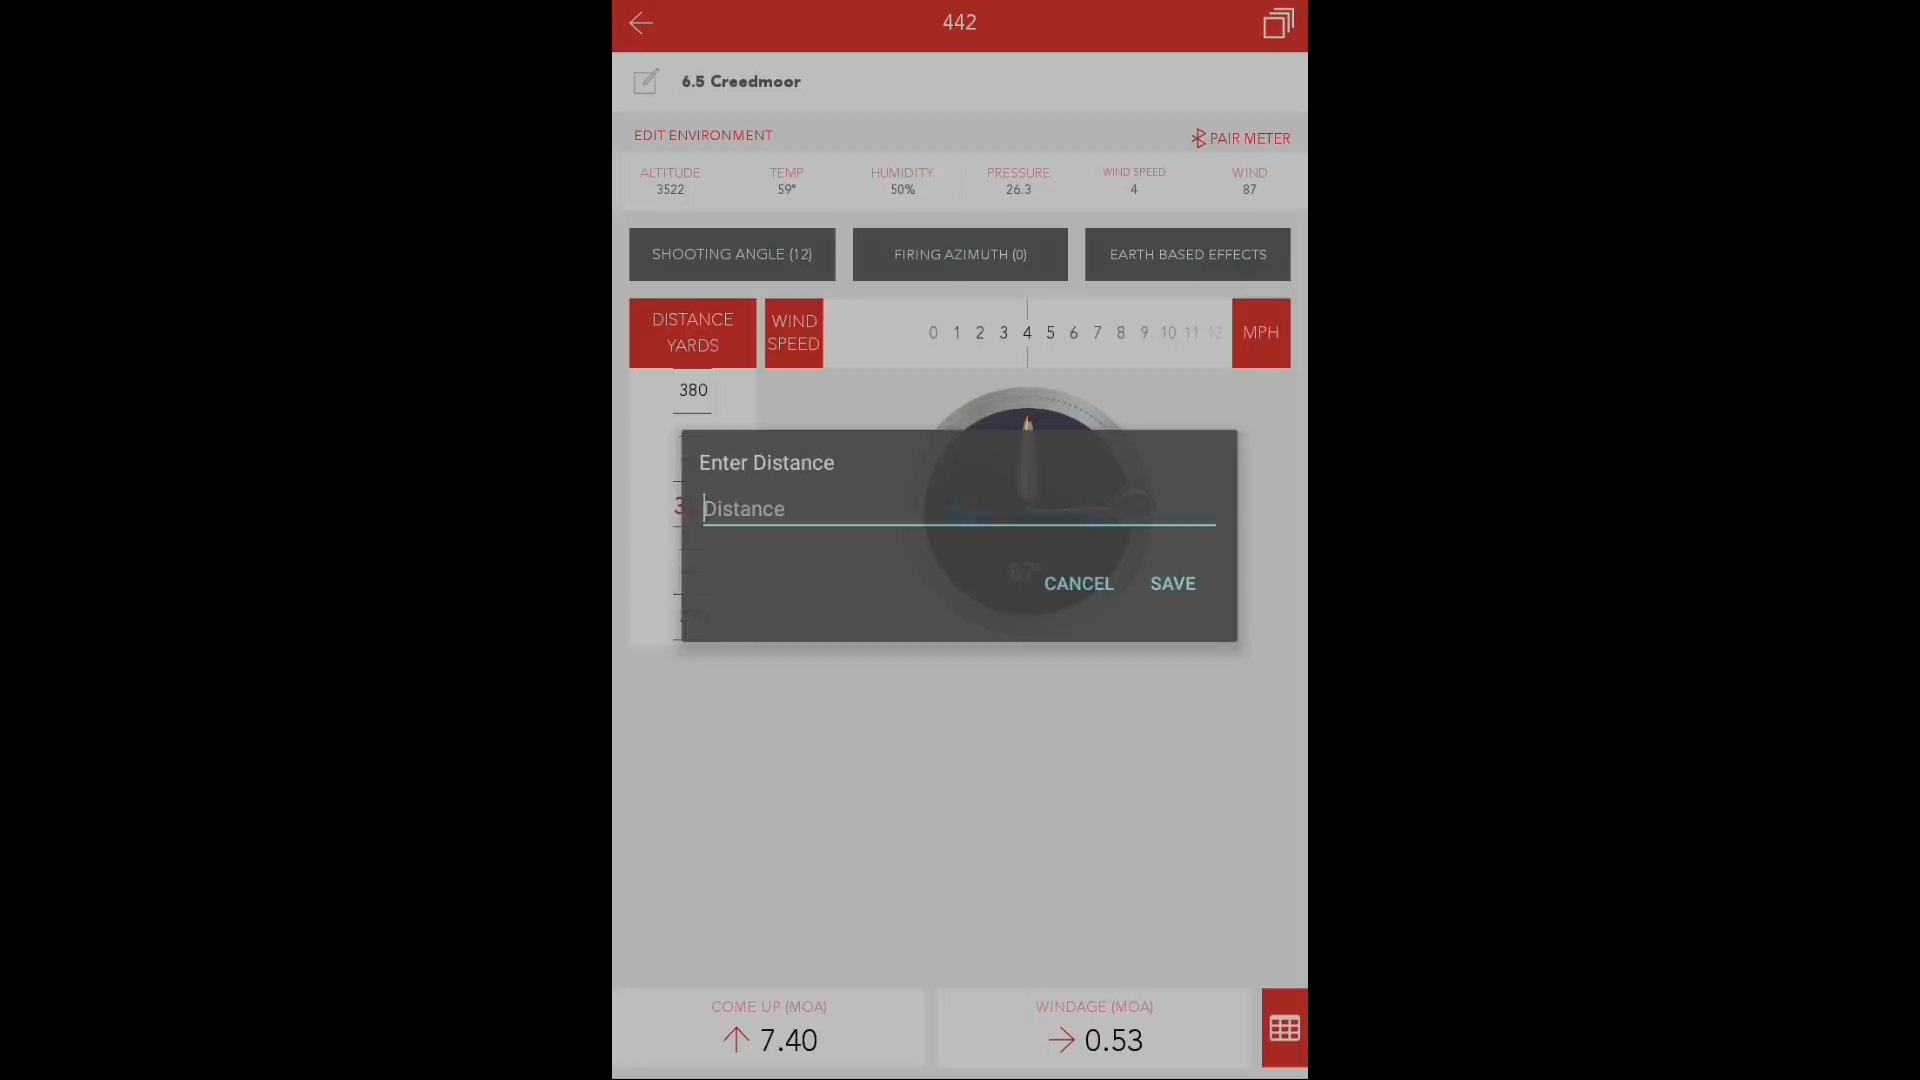 442
6.5 Creedmoor
EDIT ENVIRONMENT
PAIR METER
ALTITUDE TEMP HUMIDITY PRESSURE WIND SPEED WIND
3522 59° 50% 26.3 4 87
SHOOTING ANGLE (12) FIRING AZIMUTH (0) EARTH BASED EFFECTS
DISTANCE
YARDS
WIND
SPEED
0 1 2 3 4 5 6 7 8 9 10 11 12
MPH
380
Enter Distance
Distance
87°
CANCEL SAVE
COME UP (MOA) WINDAGE (MOA)
7.40 0.53